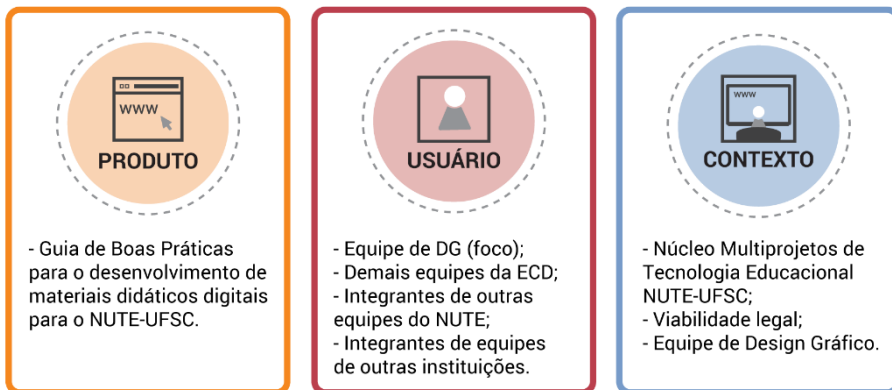 www
PRODUTO
- Guia de Boas Práticas
para o desenvolvimento de
materiais didáticos digitais
para o NUTE-UFSC.
USUÁRIO
- Equipe de DG (foco);
- Demais equipes da ECD;
- Integrantes de outras
equipes do NUTE;
- Integrantes de equipes
de outras instituições.
www
CONTEXTO
- Núcleo Multiprojetos de
Tecnologia Educacional
NUTE-UFSC;
- Viabilidade legal;
- Equipe de Design Gráfico.